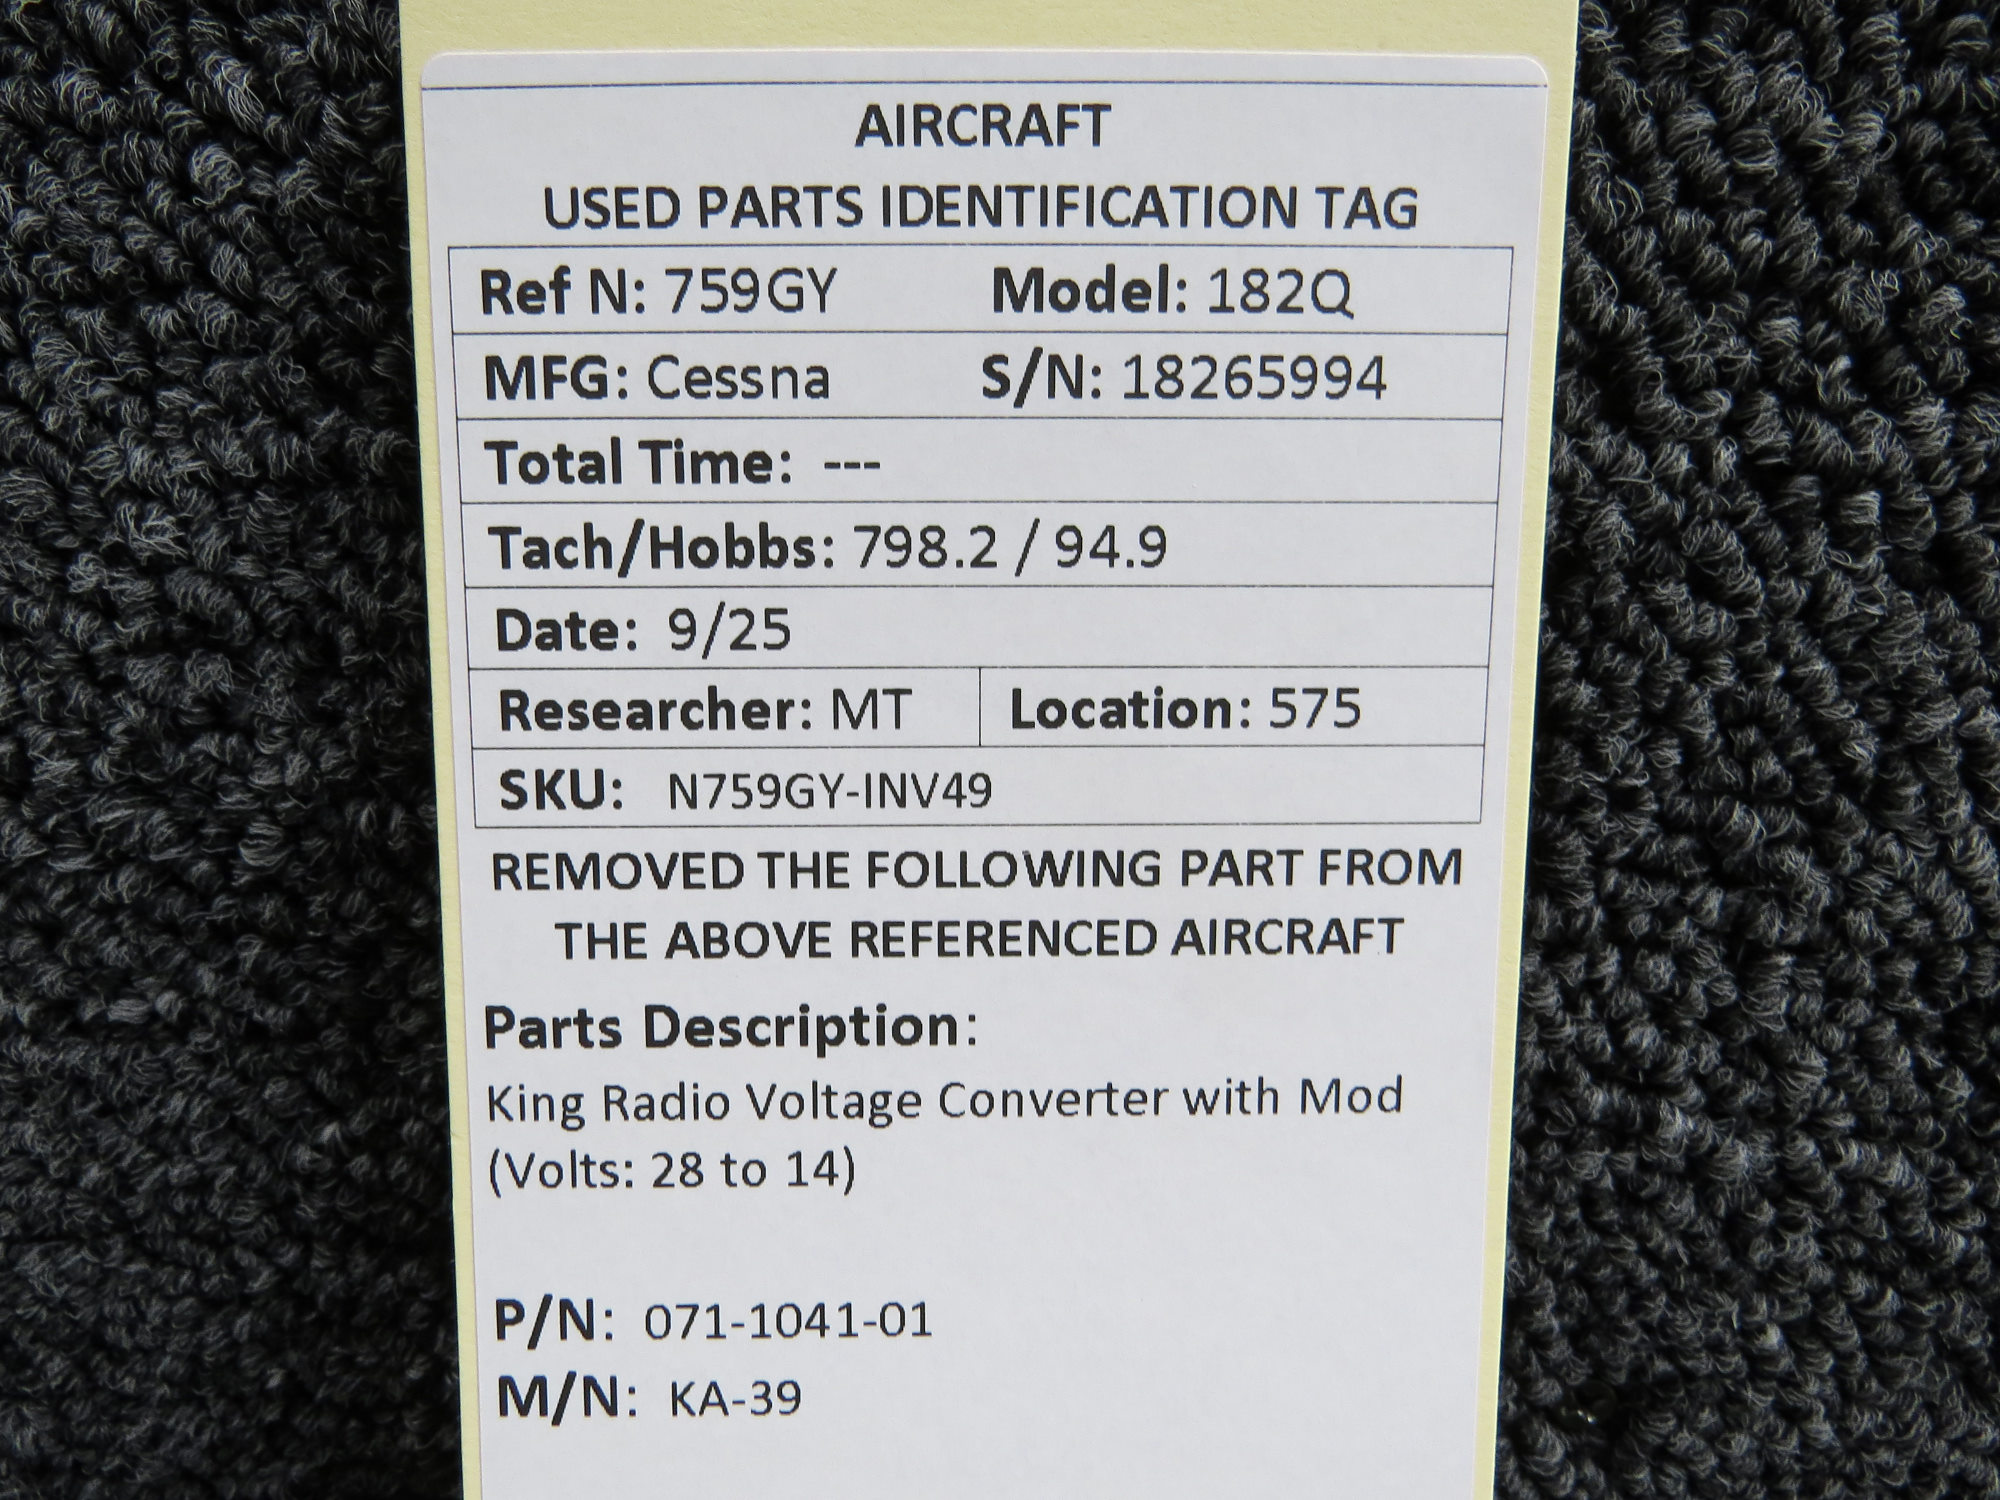 AIRCRAFT
USED PARTS IDENTIFICATION TAG
Ref N: 759GY Model: 182Q
MFG: Cessna S/N: 18265994
Total Time: ---
Tach/Hobbs: 798.2 / 94.9
Date: 9/25
Researcher: MT Location: 575
SKU: N759GY-INV49
REMOVED THE FOLLOWING PART FROM
THE ABOVE REFERENCED AIRCRAFT
Parts Description:
King Radio Voltage Converter with Mod
(Volts: 28 to 14)
P/N: 071-1041-01
M/N: KA-39